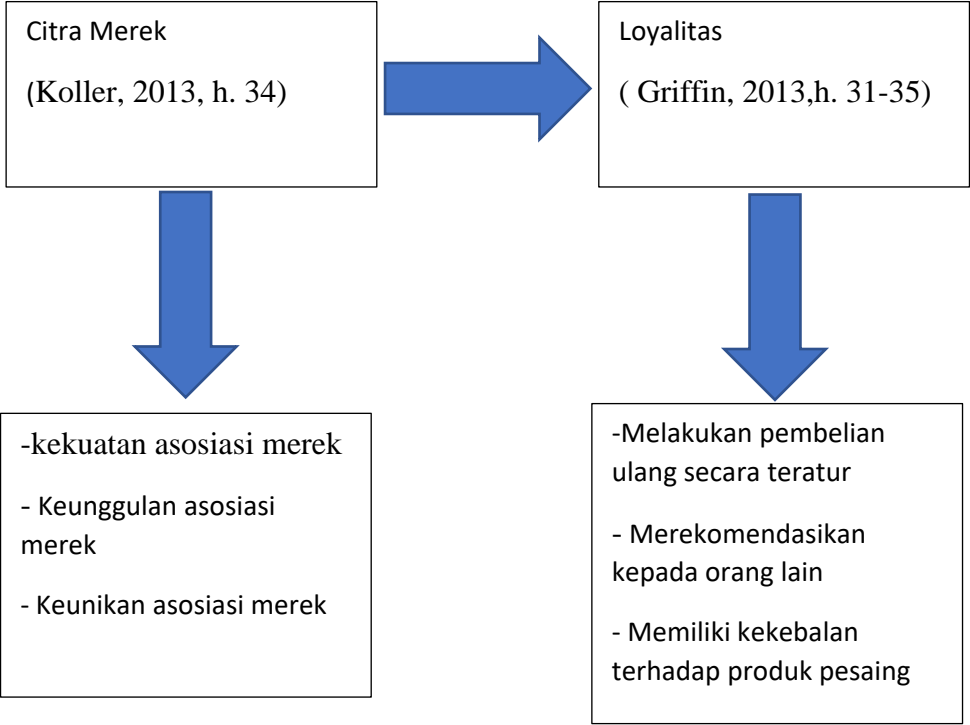 Citra Merek
(Koller, 2013, h. 34)
Loyalitas
( Griffin, 2013,h. 31-35)
-kekuatan asosiasi merek
- Keunggulan asosiasi
merek
- Keunikan asosiasi merek
-Melakukan pembelian
ulang secara teratur
- Merekomendasikan
kepada orang lain
- Memiliki kekebalan
terhadap produk pesaing